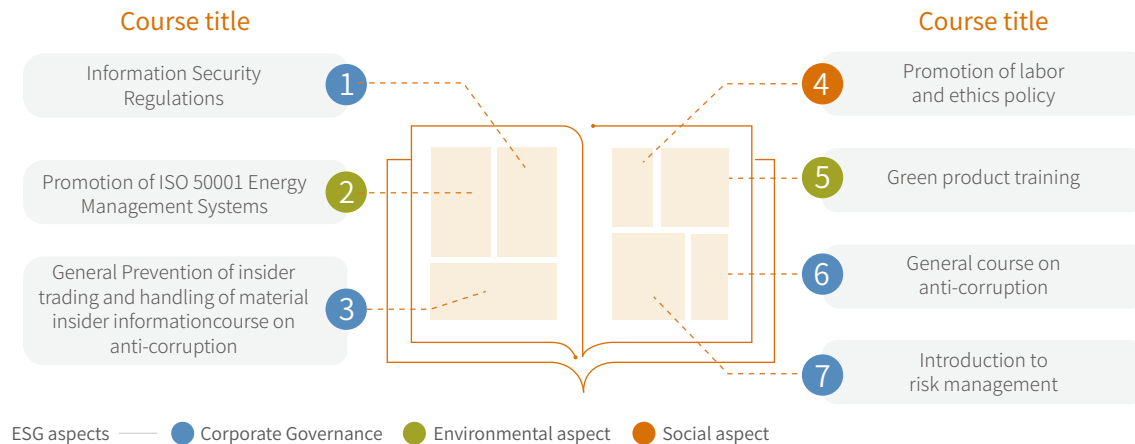 Course title
Information Security
Regulations
1
Promotion of ISO 50001 Energy
Management Systems
2
General Prevention of insider
trading and handling of material
insider informationcourse on
anti-corruption
3
Course title
4
Promotion of labor
and ethics policy
5
Green product training
6
General course on
anti-corruption
7
Introduction to
risk management
ESG aspects
Corporate Governance
Environmental aspect
Social aspect